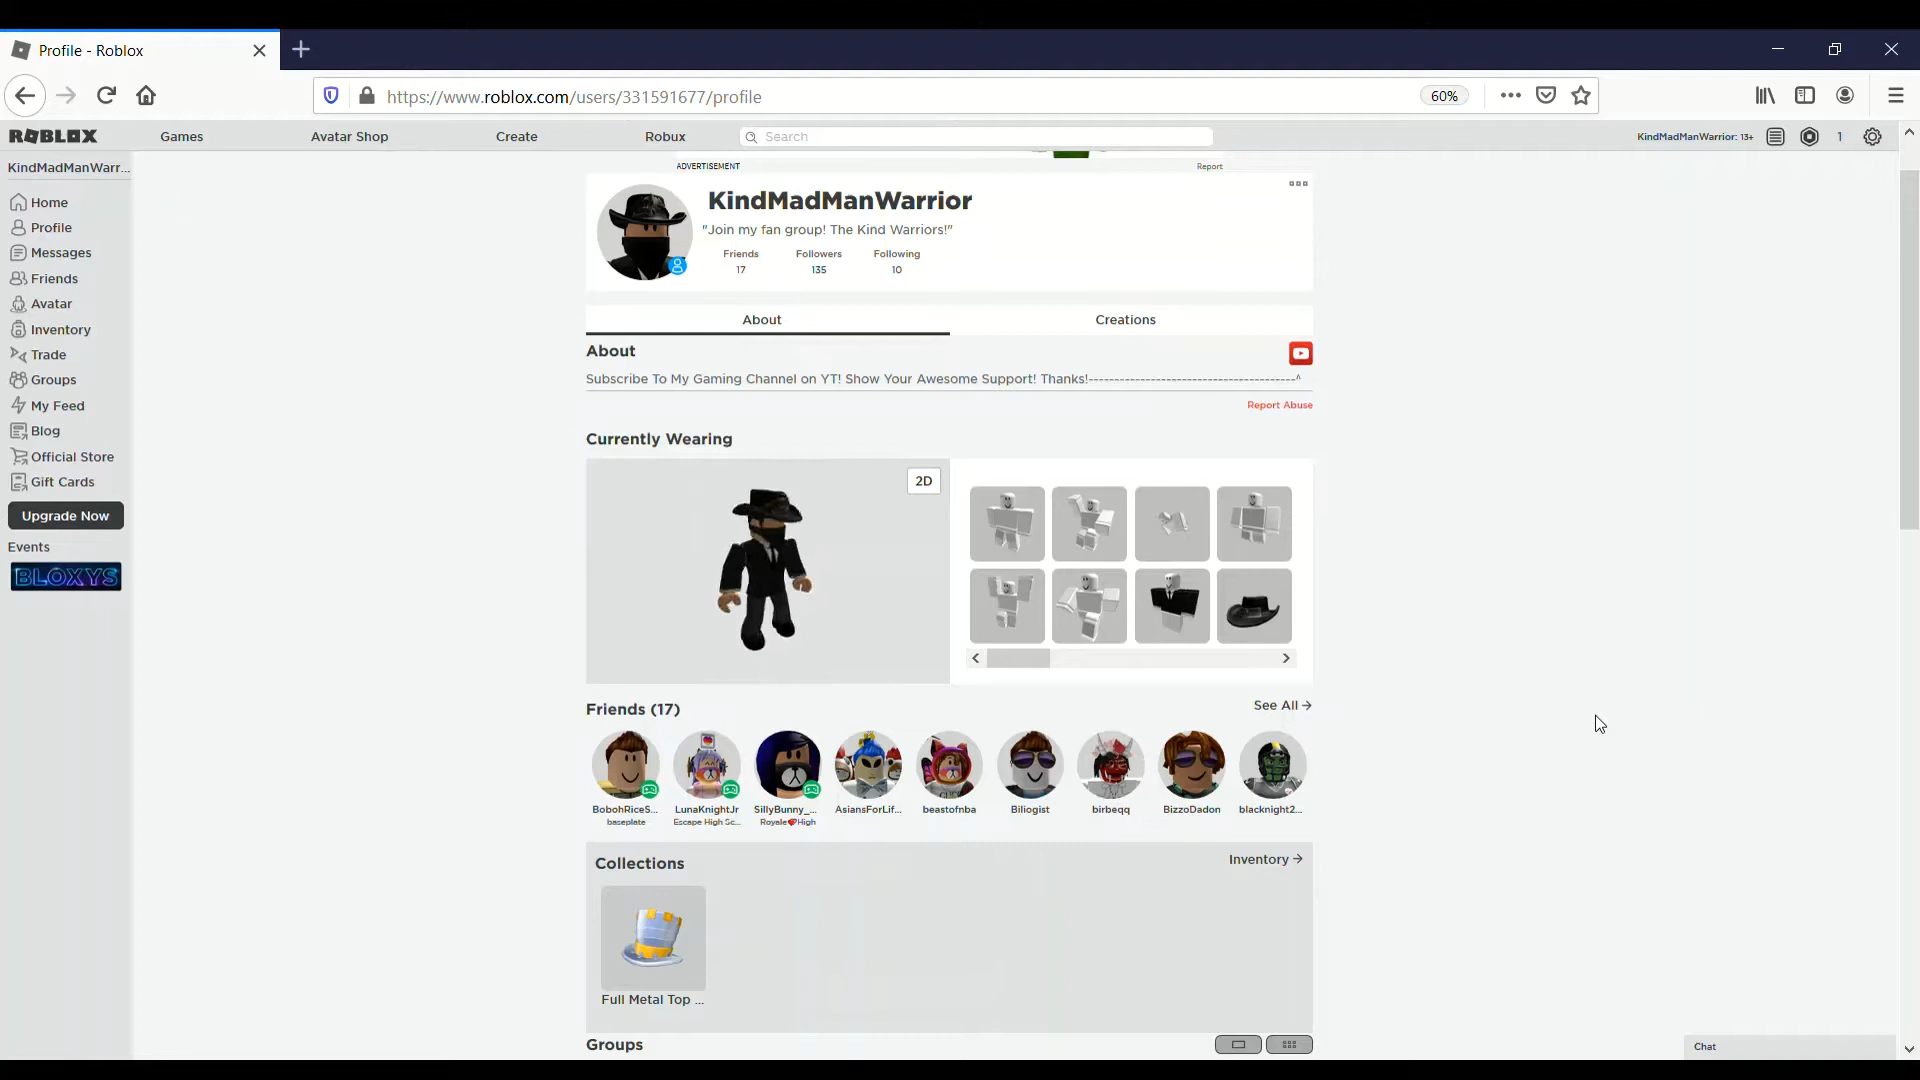 Profile - Roblox
https://www.roblox.com/users/331591677/profile
60%
ROBLOX
Games
Avatar Shop
Create
Robux
Search
KindMadManWarrior: 13+
1
KindMadManWarr...
Home
Profile
Messages
Friends
Avatar
Inventory
Trade
Groups
My Feed
Blog
Official Store
Gift Cards
Upgrade Now
Events
BLOXYS
ADVERTISEMENT
Report
KindMadManWarrior
"Join my fan group! The Kind Warriors!"
Friends
Followers
Following
17
135
10
About
Creations
About
Subscribe To My Gaming Channel on YT! Show Your Awesome Support! Thanks!----------------------------------------^
Report Abuse
Currently Wearing
2D
Friends (17)
See All
BobohRiceS...
LunaKnightJr
SillyBunny_...
AsiansForLif...
beastofnba
Biliogist
birbeqq
BizzoDadon
blacknight2...
baseplate
Escape High Sc...
Royale💔High
Collections
Inventory
Full Metal Top ...
Groups
Chat